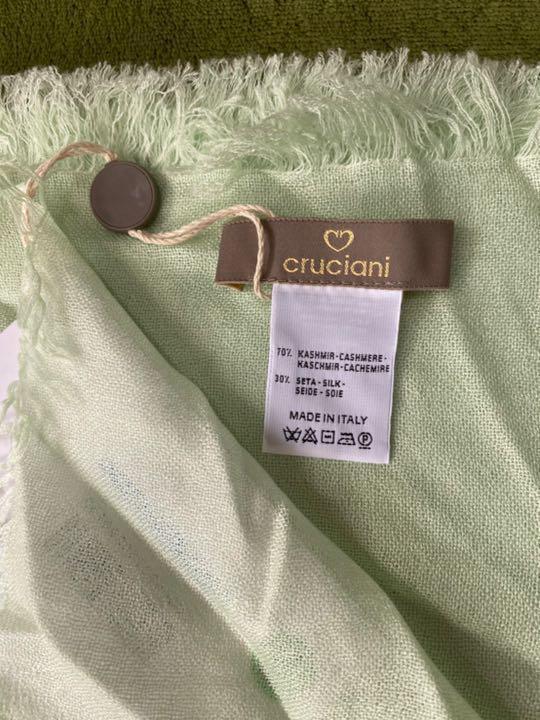 cruciani
70% KASHMIR-CASHMERE-
KASCHMIR-CACHEMIRE
30% SETA-SILK-
SEIDE-SOIE
MADE IN ITALY
P